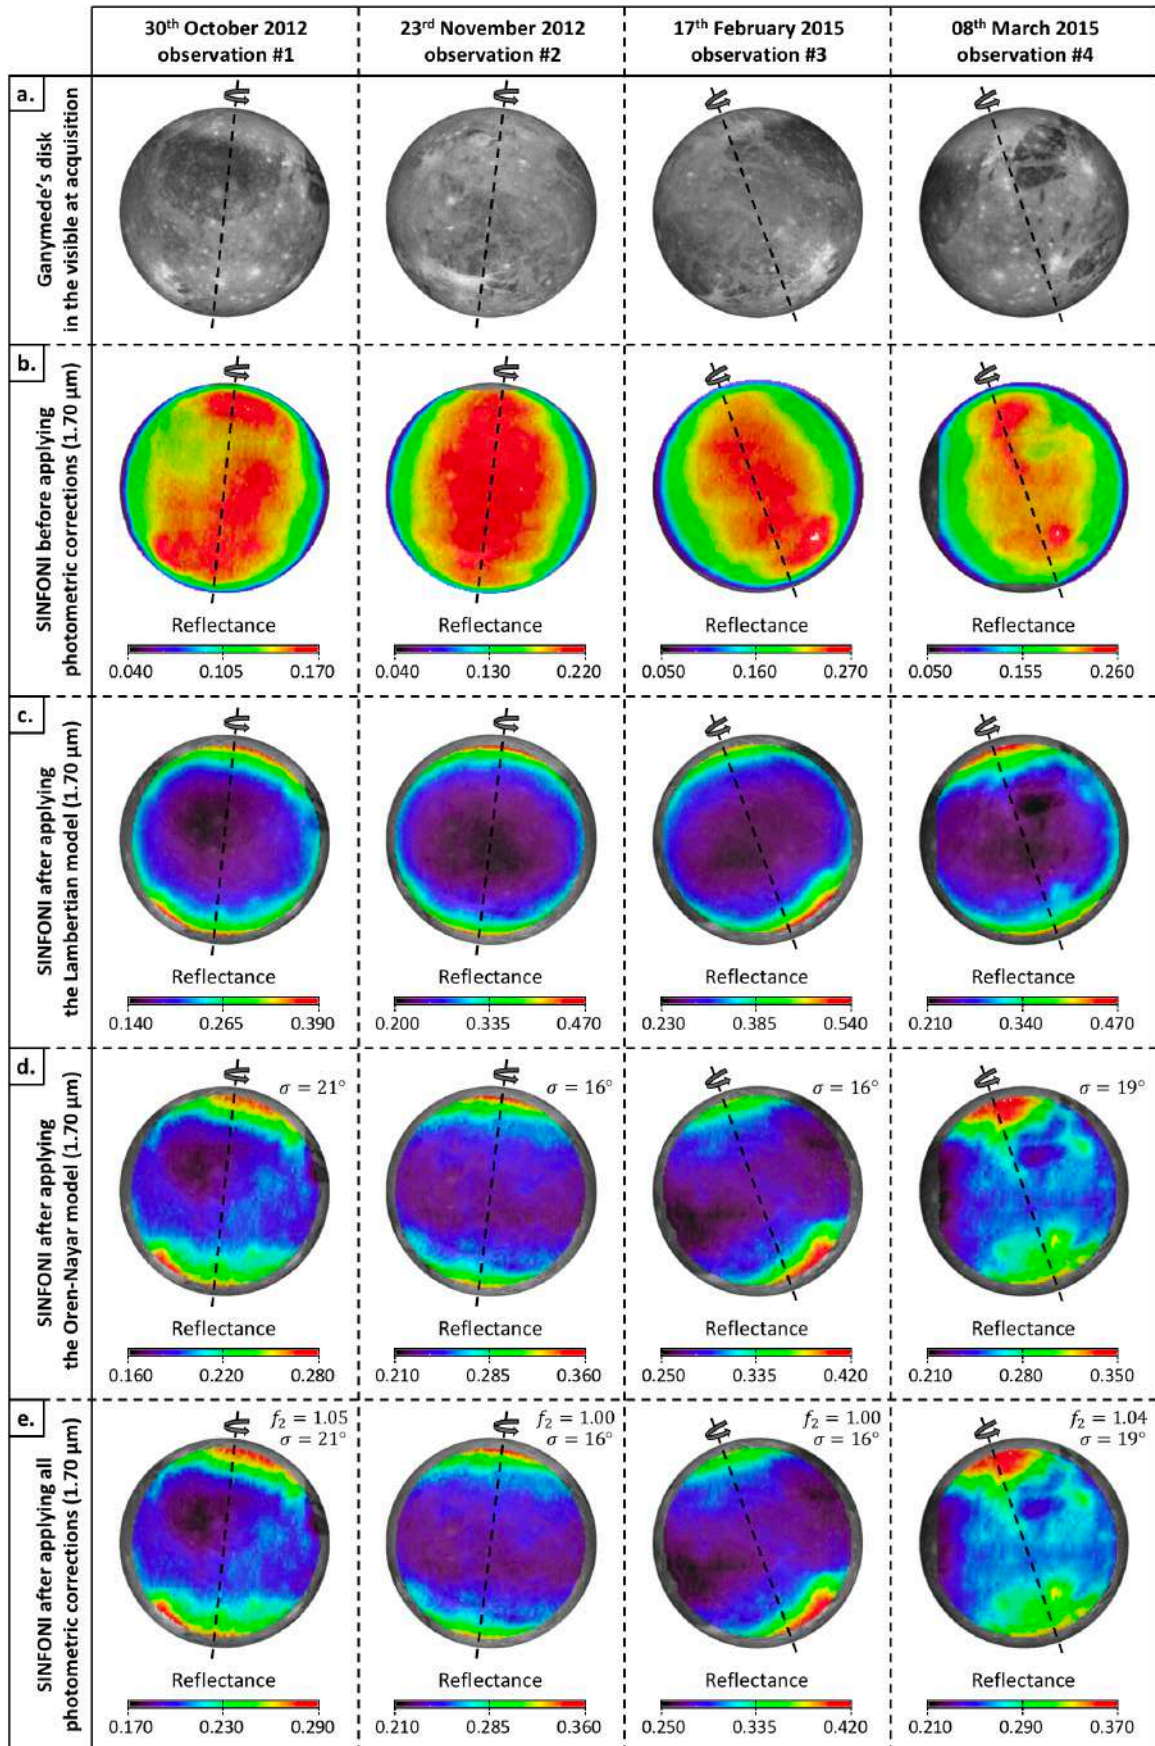 30th October 2012
observation #1
23rd November 2012
observation #2
17th February 2015
observation #3
08th March 2015
observation #4
a.
Ganymede's disk
in the visible at acquisition
b.
SINFONI before applying
photometric corrections (1.70 µm)
Reflectance
0.040 0.105 0.170
Reflectance
0.040 0.130 0.220
Reflectance
0.050 0.160 0.270
Reflectance
0.050 0.155 0.260
c.
SINFONI after applying
the Lambertian model (1.70 µm)
Reflectance
0.140 0.265 0.390
Reflectance
0.200 0.335 0.470
Reflectance
0.230 0.385 0.540
Reflectance
0.210 0.340 0.470
d.
SINFONI after applying
the Oren-Nayar model (1.70 µm)
σ = 21°
Reflectance
0.160 0.220 0.280
σ = 16°
Reflectance
0.210 0.285 0.360
σ = 16°
Reflectance
0.250 0.335 0.420
σ = 19°
Reflectance
0.210 0.290 0.350
e.
SINFONI after applying all
photometric corrections (1.70 µm)
f₂ = 1.05
σ = 21°
Reflectance
0.170 0.230 0.290
f₂ = 1.00
σ = 16°
Reflectance
0.210 0.285 0.360
f₂ = 1.00
σ = 16°
Reflectance
0.250 0.335 0.420
f₂ = 1.04
σ = 19°
Reflectance
0.210 0.290 0.370